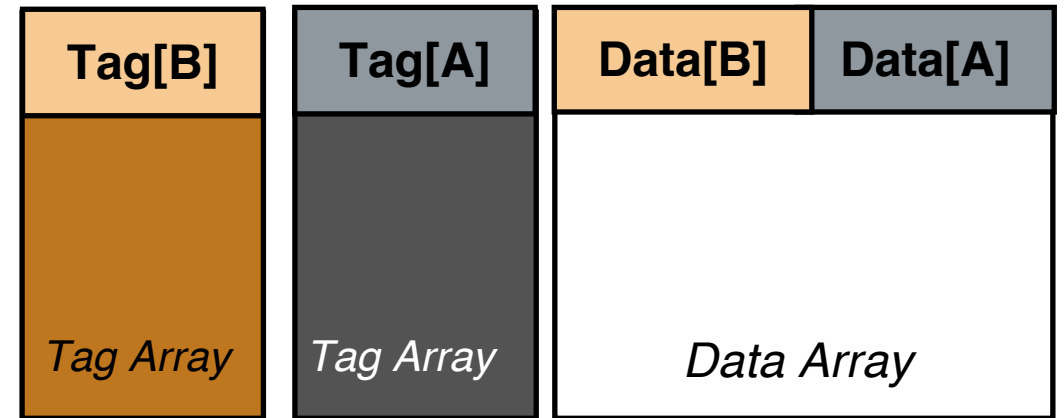 Tag[B]
Tag[A]
Data[B]
Data[A]
Tag Array
Tag Array
Data Array